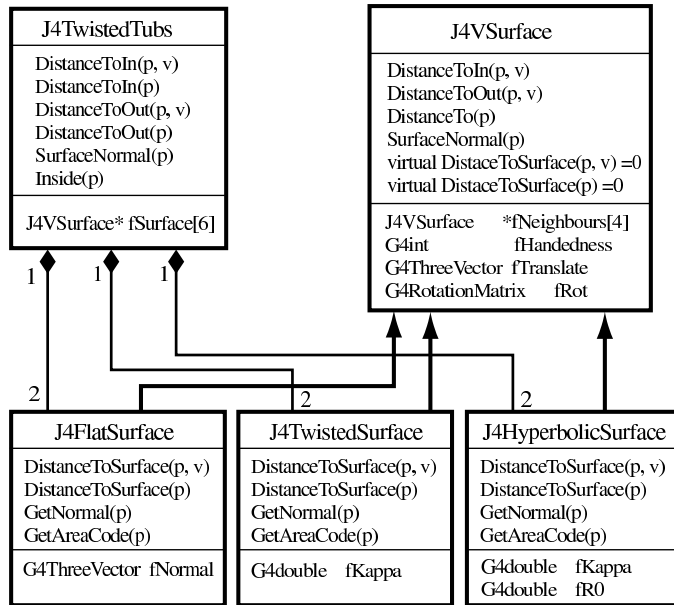 J4TwistedTubs
DistanceToIn(p, v)
DistanceToIn(p)
DistanceToOut(p, v)
DistanceToOut(p)
SurfaceNormal(p)
Inside(p)
J4VSurface* fSurface[6]
J4VSurface
DistanceToIn(p, v)
DistanceToOut(p, v)
DistanceTo(p)
SurfaceNormal(p)
virtual DistaceToSurface(p, v) =0
virtual DistaceToSurface(p) =0
J4VSurface *fNeighbours[4]
G4int fHandedness
G4ThreeVector fTranslate
G4RotationMatrix fRot
1 1 1
2 2 2
J4FlatSurface
DistanceToSurface(p, v)
DistanceToSurface(p)
GetNormal(p)
GetAreaCode(p)
G4ThreeVector fNormal
J4TwistedSurface
DistanceToSurface(p, v)
DistanceToSurface(p)
GetNormal(p)
GetAreaCode(p)
G4double fKappa
J4HyperbolicSurface
DistanceToSurface(p, v)
DistanceToSurface(p)
GetNormal(p)
GetAreaCode(p)
G4double fKappa
G4double fR0